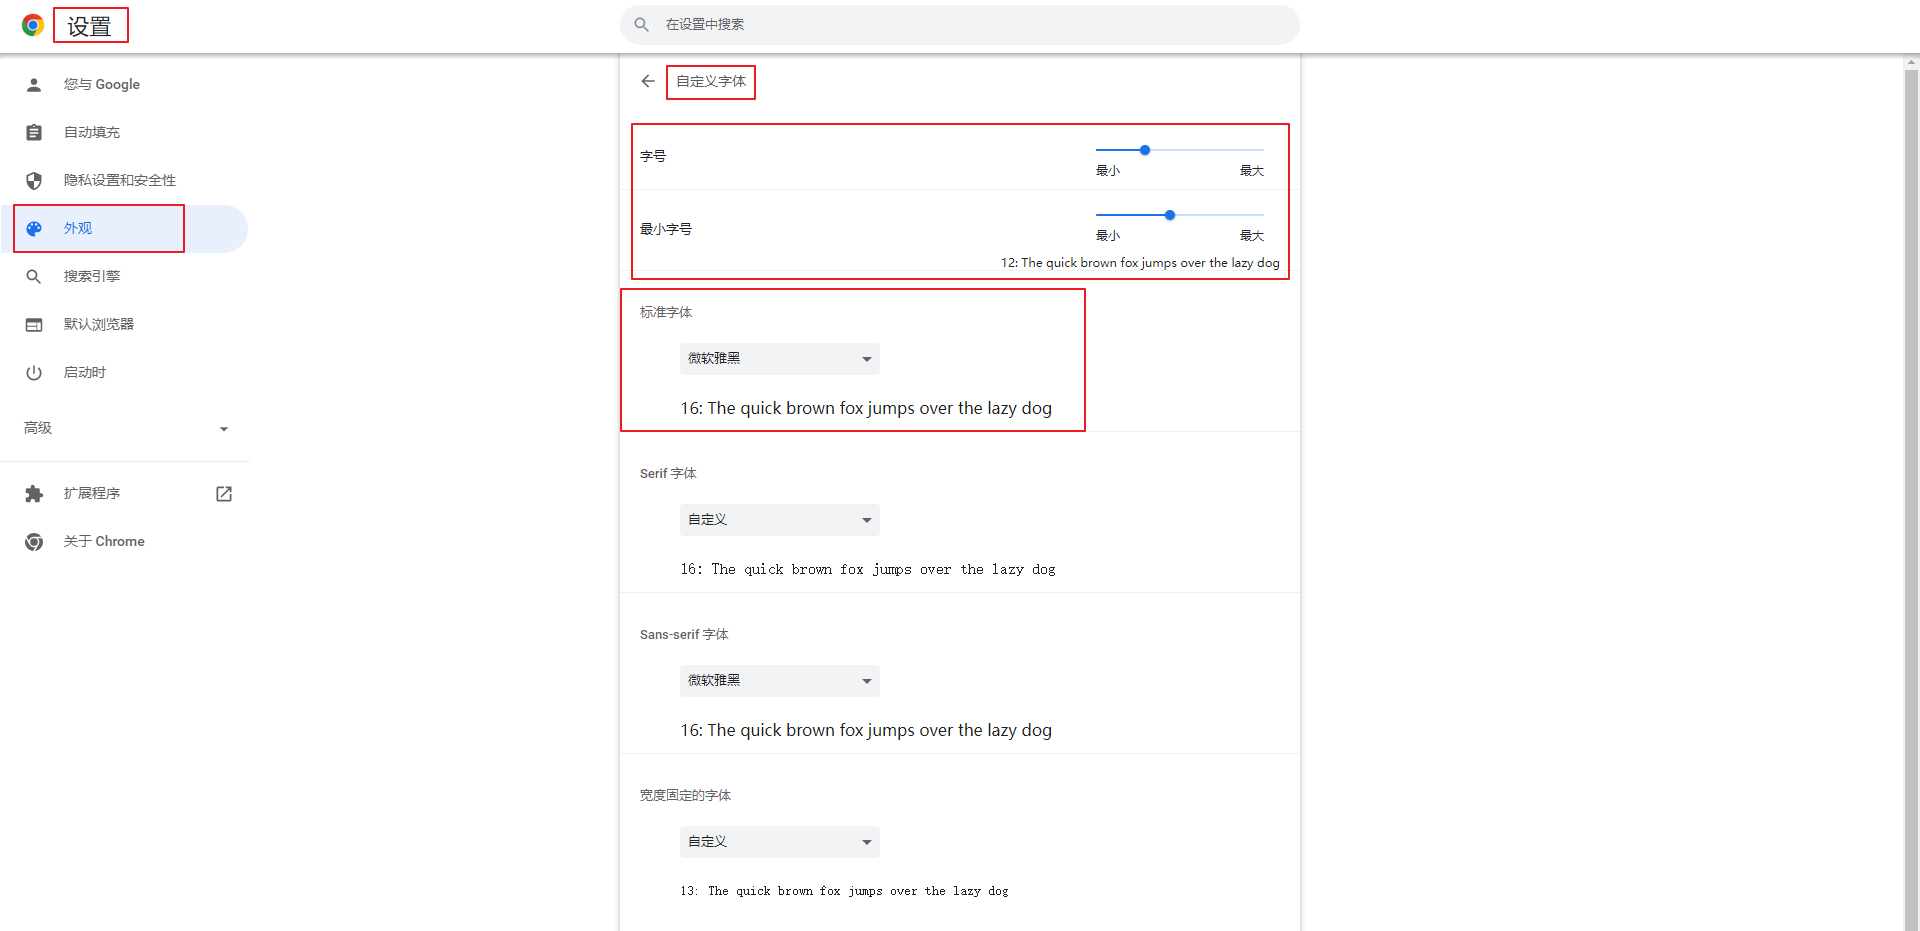 设置
在设置中搜索
您与 Google
自动填充
隐私设置和安全性
外观
搜索引擎
默认浏览器
启动时
高级
扩展程序
关于 Chrome
自定义字体
字号
最小 最大
最小字号
最小 最大
12: The quick brown fox jumps over the lazy dog
标准字体
微软雅黑
16: The quick brown fox jumps over the lazy dog
Serif 字体
自定义
16: The quick brown fox jumps over the lazy dog
Sans-serif 字体
微软雅黑
16: The quick brown fox jumps over the lazy dog
宽度固定的字体
自定义
13: The quick brown fox jumps over the lazy dog